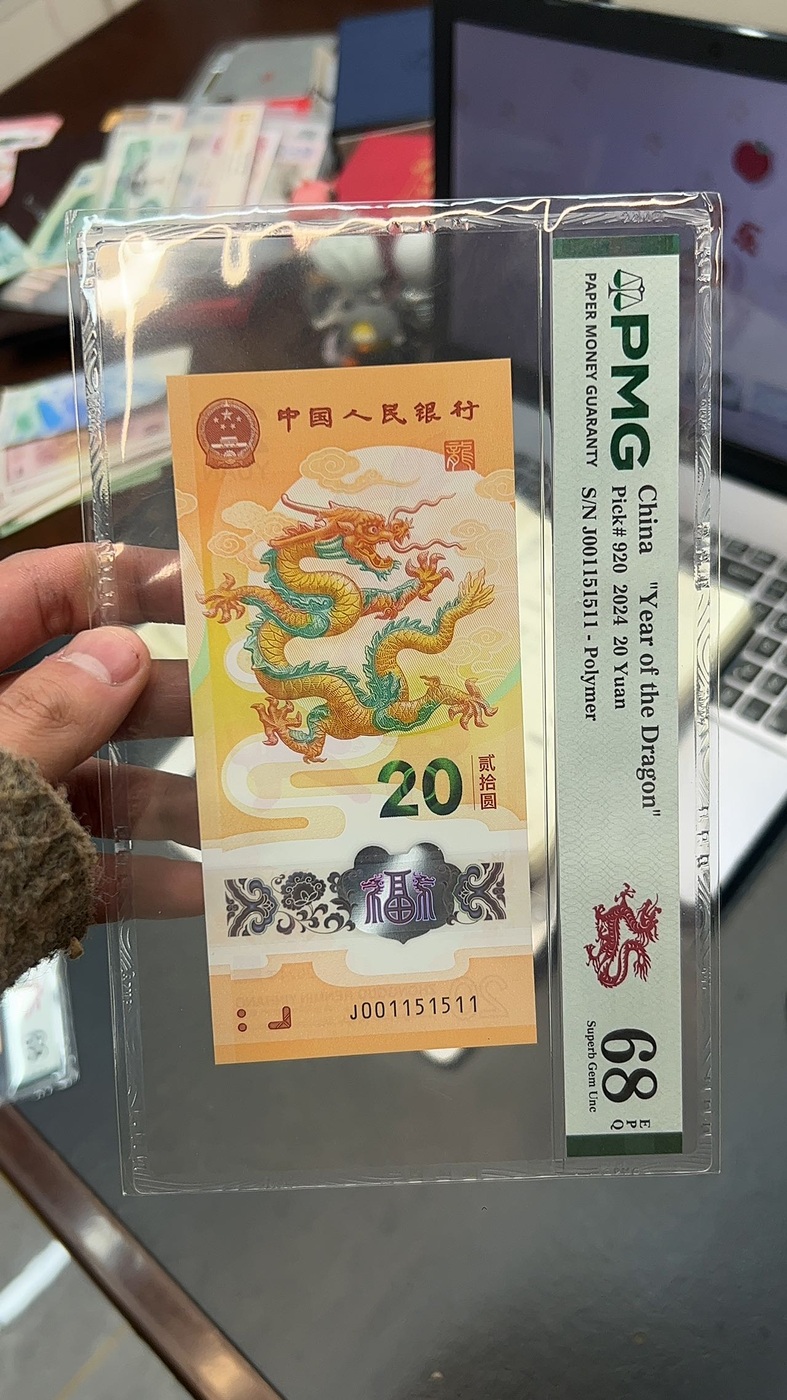 中国人民银行
龍
20
贰拾圆
福
J001151511
PMG
PAPER MONEY GUARANTY
China "Year of the Dragon"
Pick# 920 2024 20 Yuan
S/N J001151511 - Polymer
68
EPQ
Superb Gem Unc